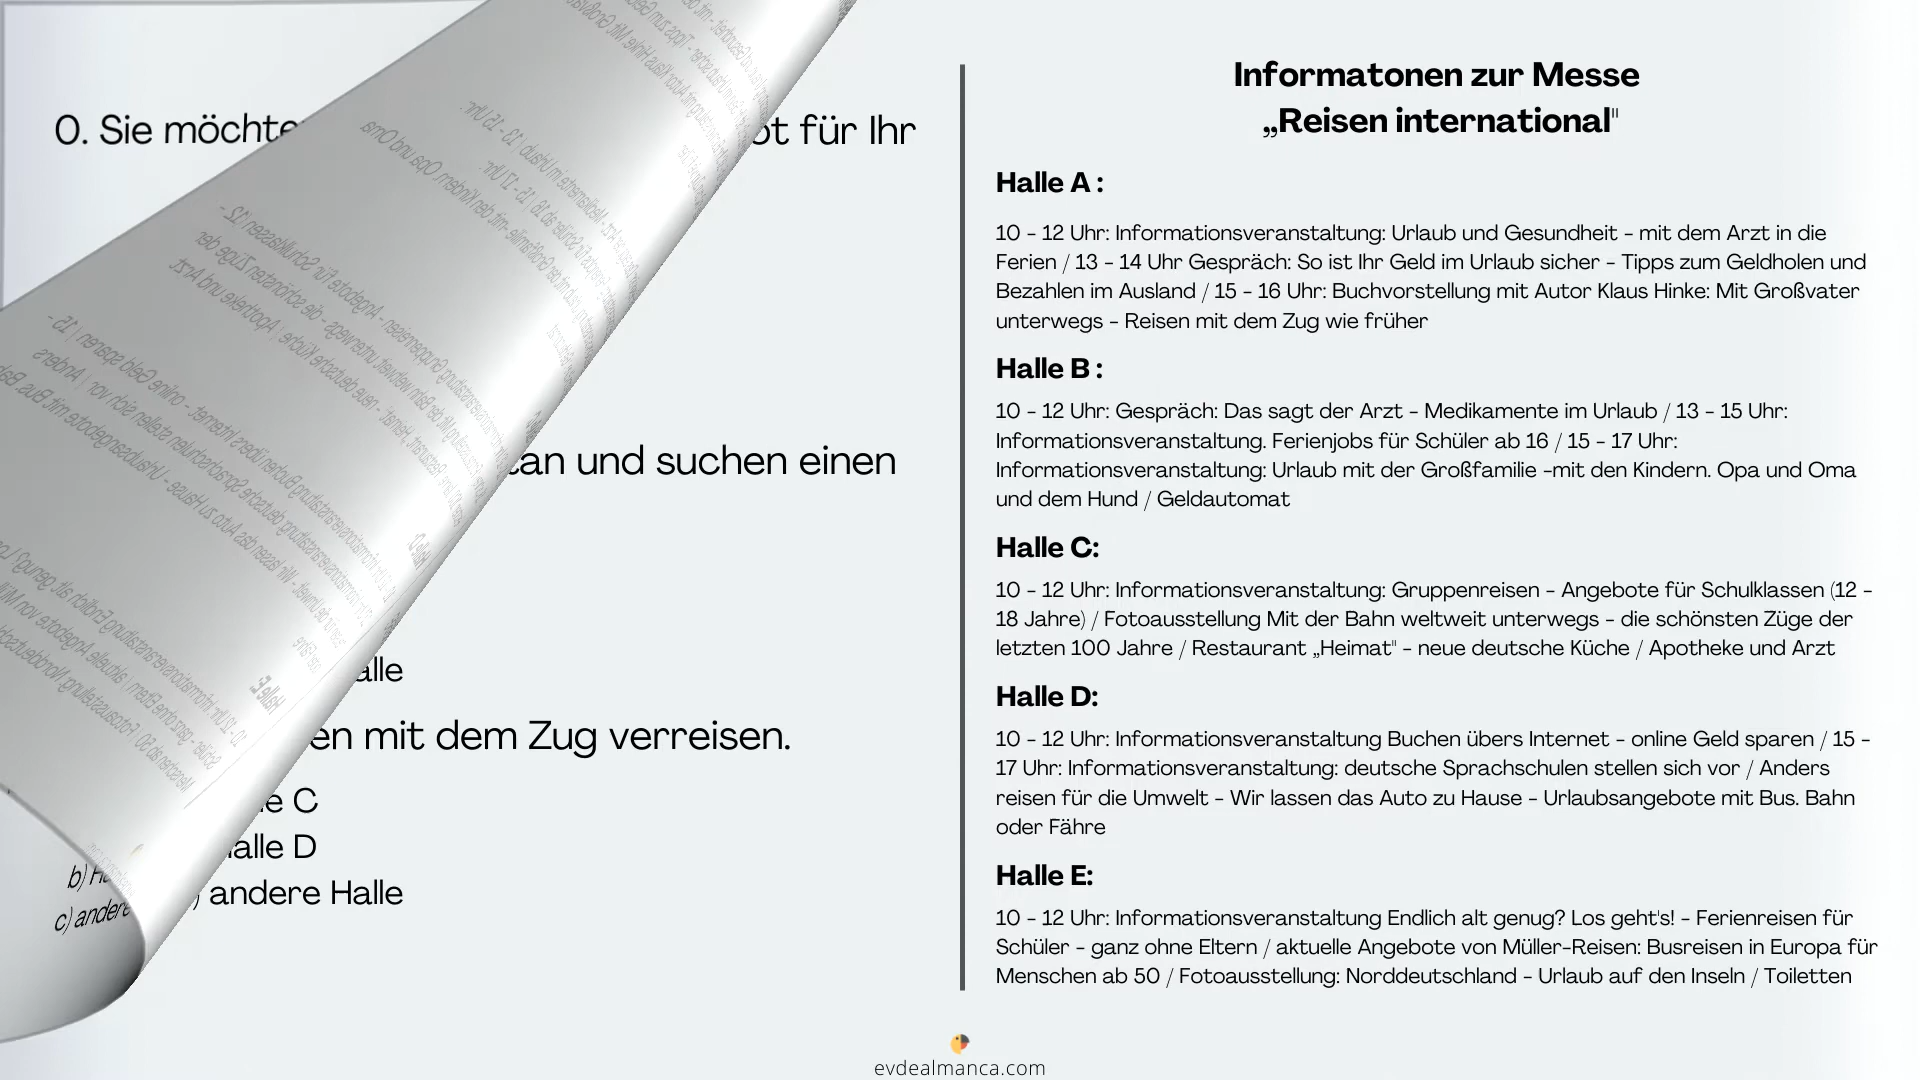 O. Sie möchte
ot für Ihr
tan und suchen einen
alle
en mit dem Zug verreisen.
le C
alle D
andere Halle
b) H
c) andere
Informatonen zur Messe
„Reisen international"
Halle A :
10 - 12 Uhr: Informationsveranstaltung: Urlaub und Gesundheit - mit dem Arzt in die
Ferien / 13 - 14 Uhr Gespräch: So ist Ihr Geld im Urlaub sicher - Tipps zum Geldholen und
Bezahlen im Ausland / 15 - 16 Uhr: Buchvorstellung mit Autor Klaus Hinke: Mit Großvater
unterwegs - Reisen mit dem Zug wie früher
Halle B :
10 - 12 Uhr: Gespräch: Das sagt der Arzt - Medikamente im Urlaub / 13 - 15 Uhr:
Informationsveranstaltung. Ferienjobs für Schüler ab 16 / 15 - 17 Uhr:
Informationsveranstaltung: Urlaub mit der Großfamilie -mit den Kindern. Opa und Oma
und dem Hund / Geldautomat
Halle C:
10 - 12 Uhr: Informationsveranstaltung: Gruppenreisen - Angebote für Schulklassen (12 -
18 Jahre) / Fotoausstellung Mit der Bahn weltweit unterwegs - die schönsten Züge der
letzten 100 Jahre / Restaurant „Heimat" - neue deutsche Küche / Apotheke und Arzt
Halle D:
10 - 12 Uhr: Informationsveranstaltung Buchen übers Internet - online Geld sparen / 15 -
17 Uhr: Informationsveranstaltung: deutsche Sprachschulen stellen sich vor / Anders
reisen für die Umwelt - Wir lassen das Auto zu Hause - Urlaubsangebote mit Bus. Bahn
oder Fähre
Halle E:
10 - 12 Uhr: Informationsveranstaltung Endlich alt genug? Los geht's! - Ferienreisen für
Schüler - ganz ohne Eltern / aktuelle Angebote von Müller-Reisen: Busreisen in Europa für
Menschen ab 50 / Fotoausstellung: Norddeutschland - Urlaub auf den Inseln / Toiletten
evdealmanca.com